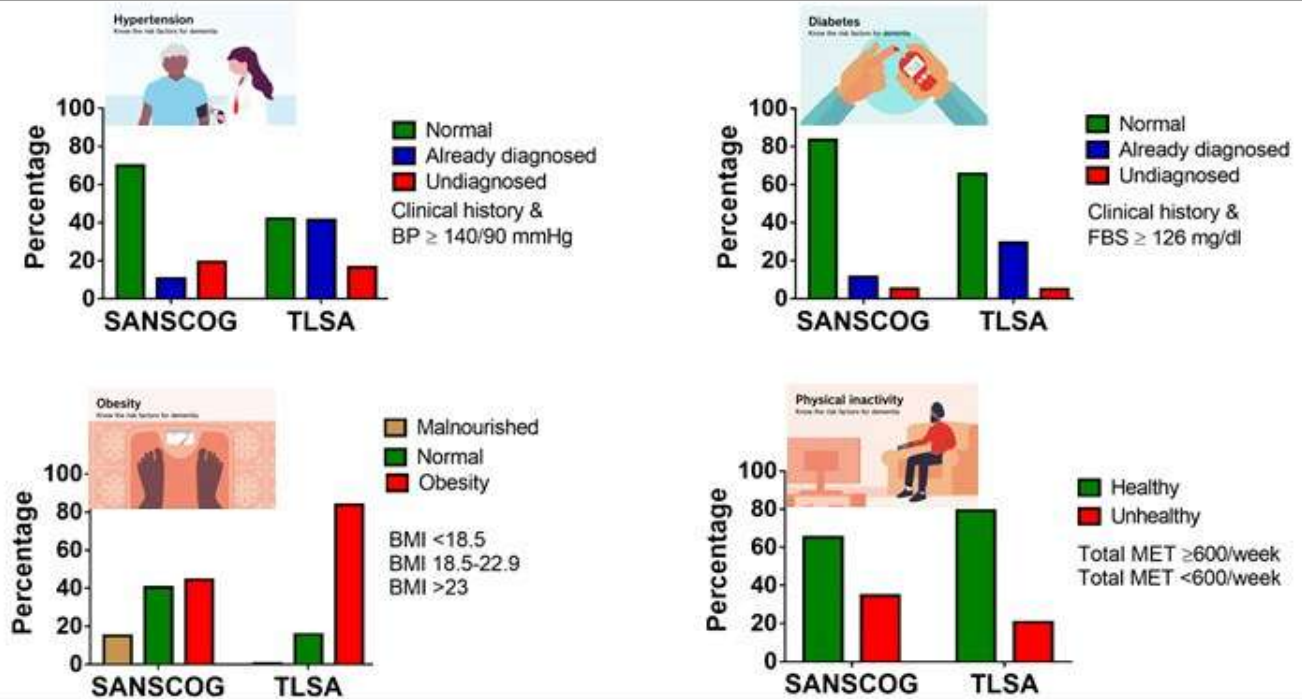 Hypertension
Know the risk factors for dementia
100
80
60
40
20
0
Percentage
SANSCOG
TLSA
Normal
Already diagnosed
Undiagnosed
Clinical history &
BP ≥ 140/90 mmHg
Diabetes
Know the risk factors for dementia
100
80
60
40
20
0
Percentage
SANSCOG
TLSA
Normal
Already diagnosed
Undiagnosed
Clinical history &
FBS ≥ 126 mg/dl
Obesity
Know the risk factors for dementia
100
80
60
40
20
0
Percentage
SANSCOG
TLSA
Malnourished
Normal
Obesity
BMI <18.5
BMI 18.5-22.9
BMI >23
Physical inactivity
Know the risk factors for dementia
100
80
60
40
20
0
Percentage
SANSCOG
TLSA
Healthy
Unhealthy
Total MET ≥600/week
Total MET <600/week